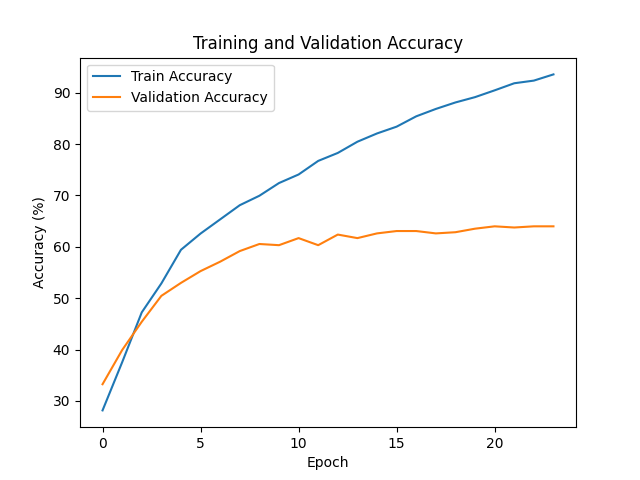 Training and Validation Accuracy
Train Accuracy
Validation Accuracy
Accuracy (%)
90
80
70
60
50
40
30
0 5 10 15 20
Epoch